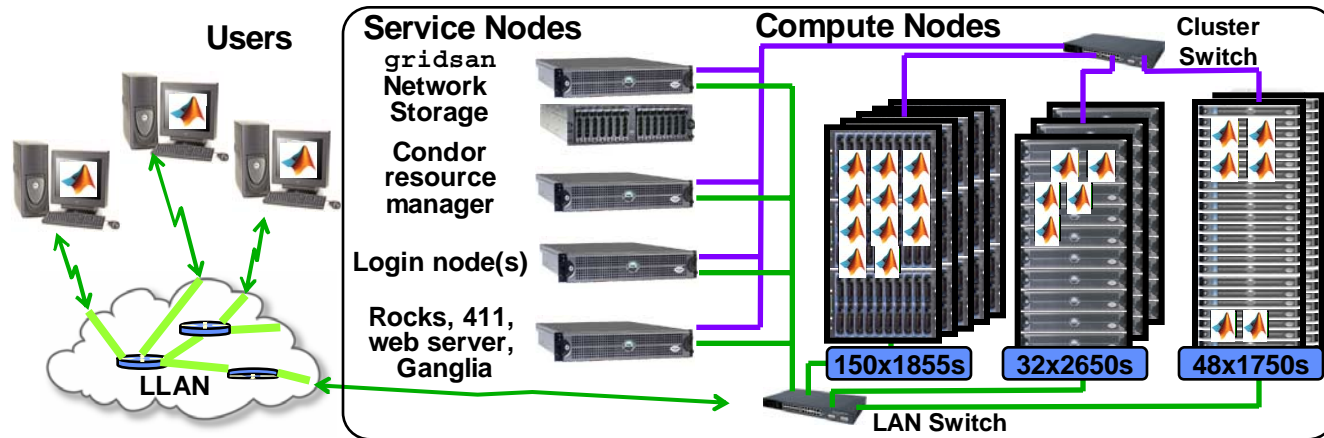 Users
LLAN
Service Nodes
gridsan
Network
Storage
Condor
resource
manager
Login node(s)
Rocks, 411,
web server,
Ganglia
Compute Nodes
Cluster
Switch
150x1855s
32x2650s
48x1750s
LAN Switch